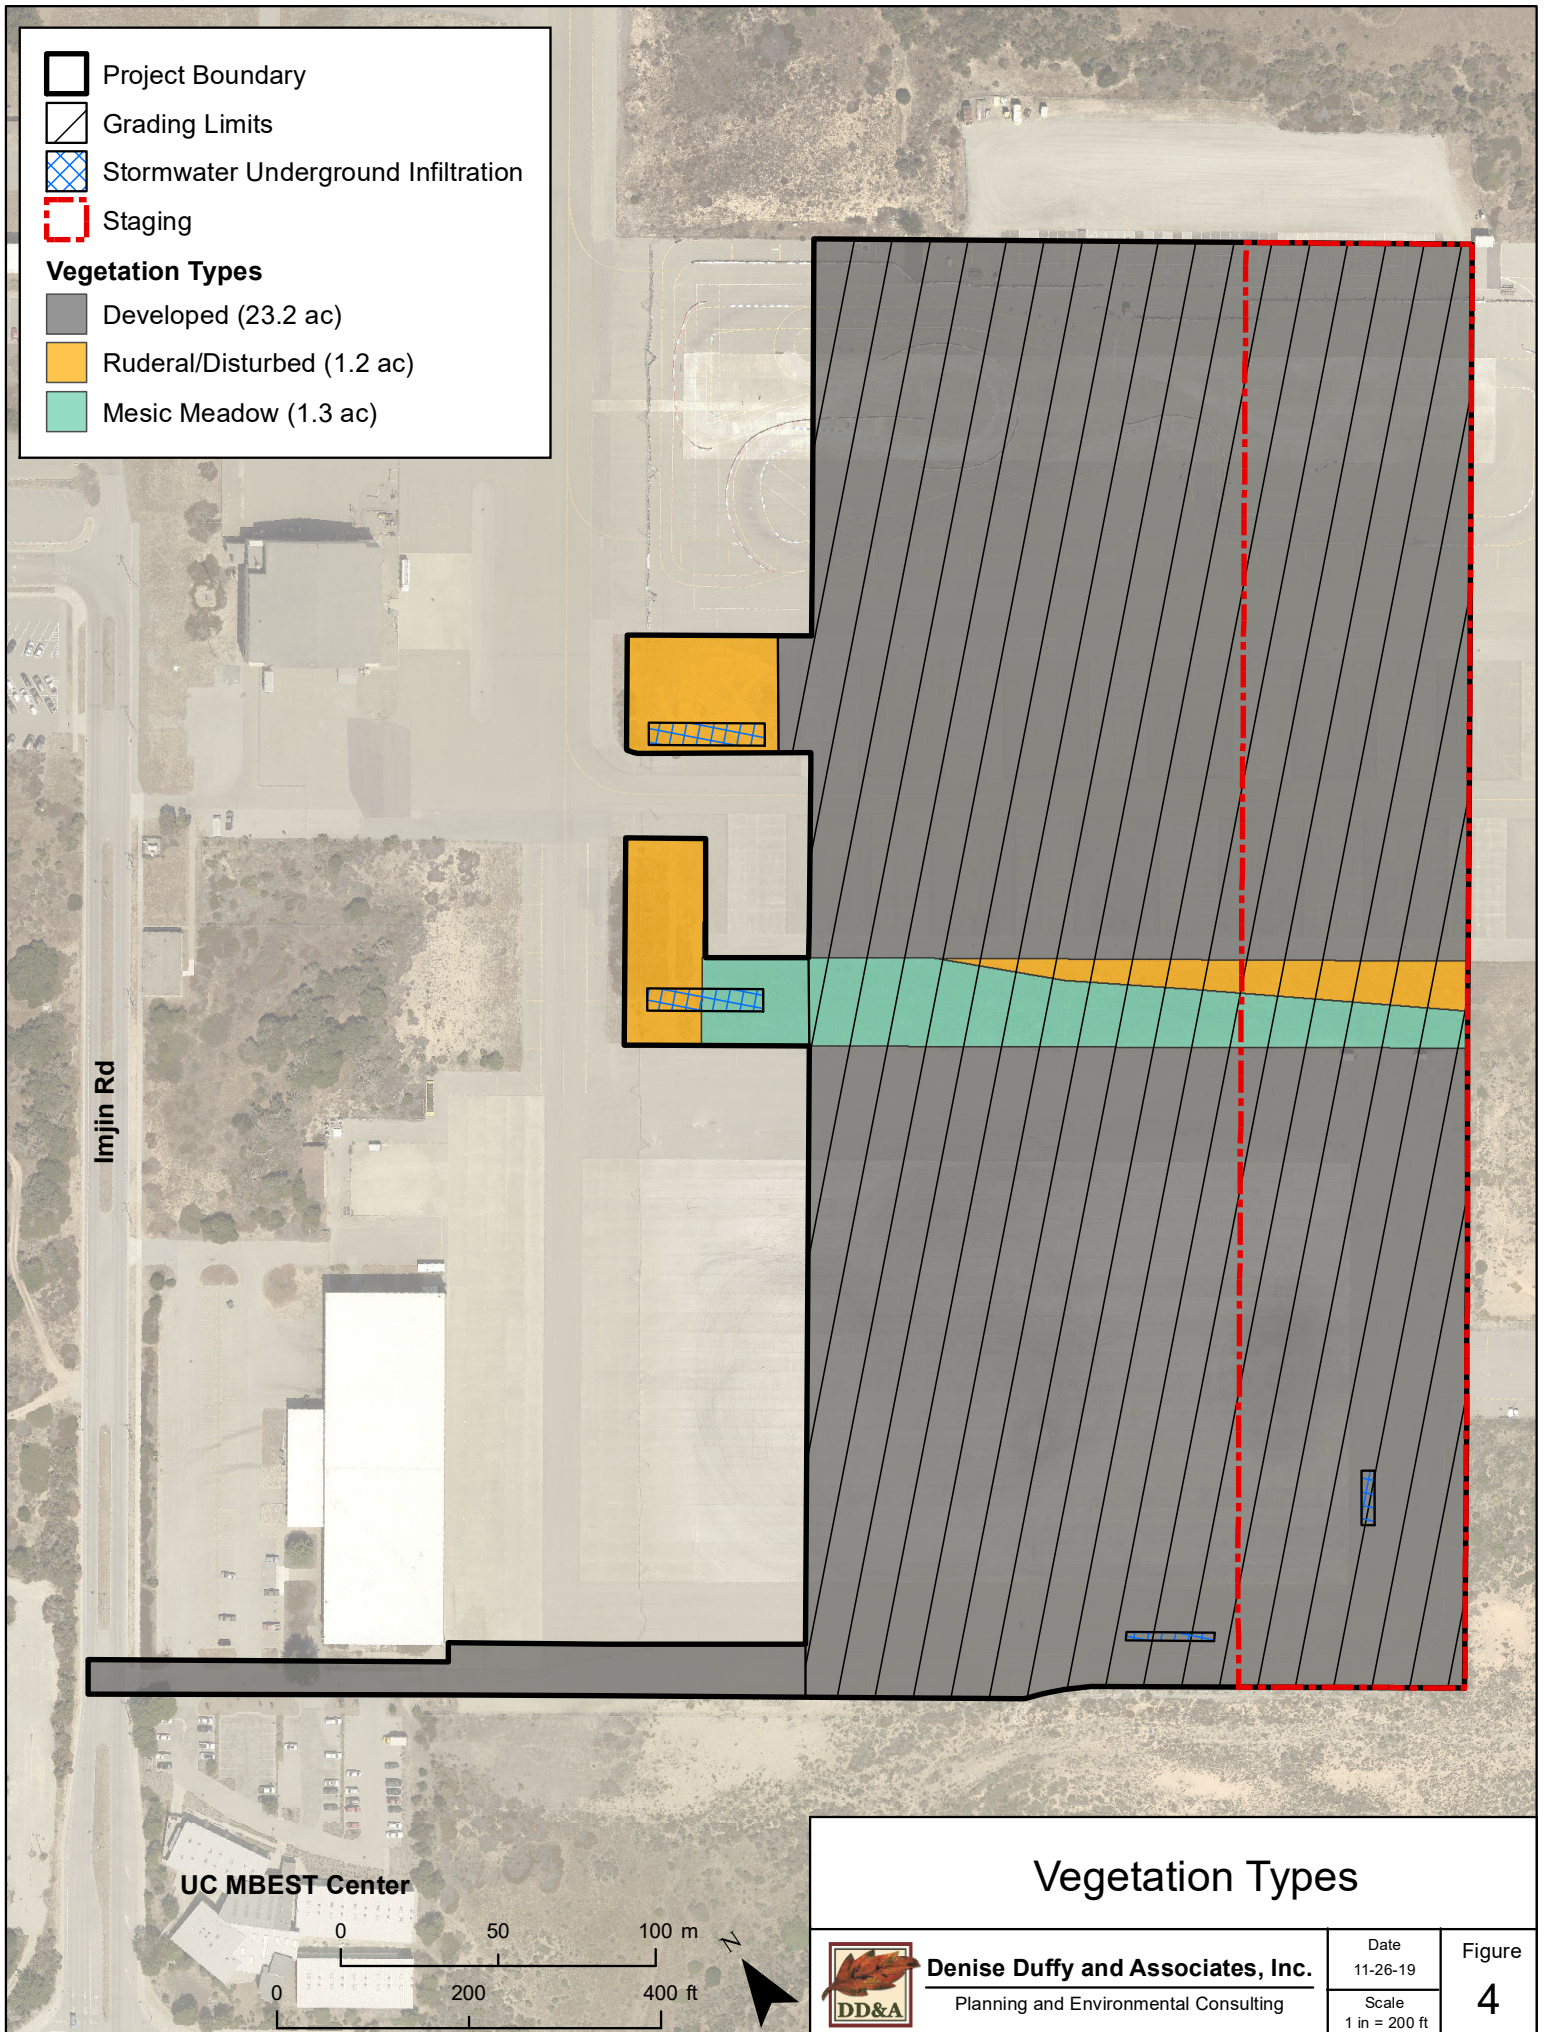 Project Boundary
Grading Limits
Stormwater Underground Infiltration
Staging
Vegetation Types
Developed (23.2 ac)
Ruderal/Disturbed (1.2 ac)
Mesic Meadow (1.3 ac)
Imjin Rd
UC MBEST Center
0 50 100 m
0 200 400 ft
N
Vegetation Types
DD&A
Denise Duffy and Associates, Inc.
Planning and Environmental Consulting
Date
11-26-19
Scale
1 in = 200 ft
Figure
4